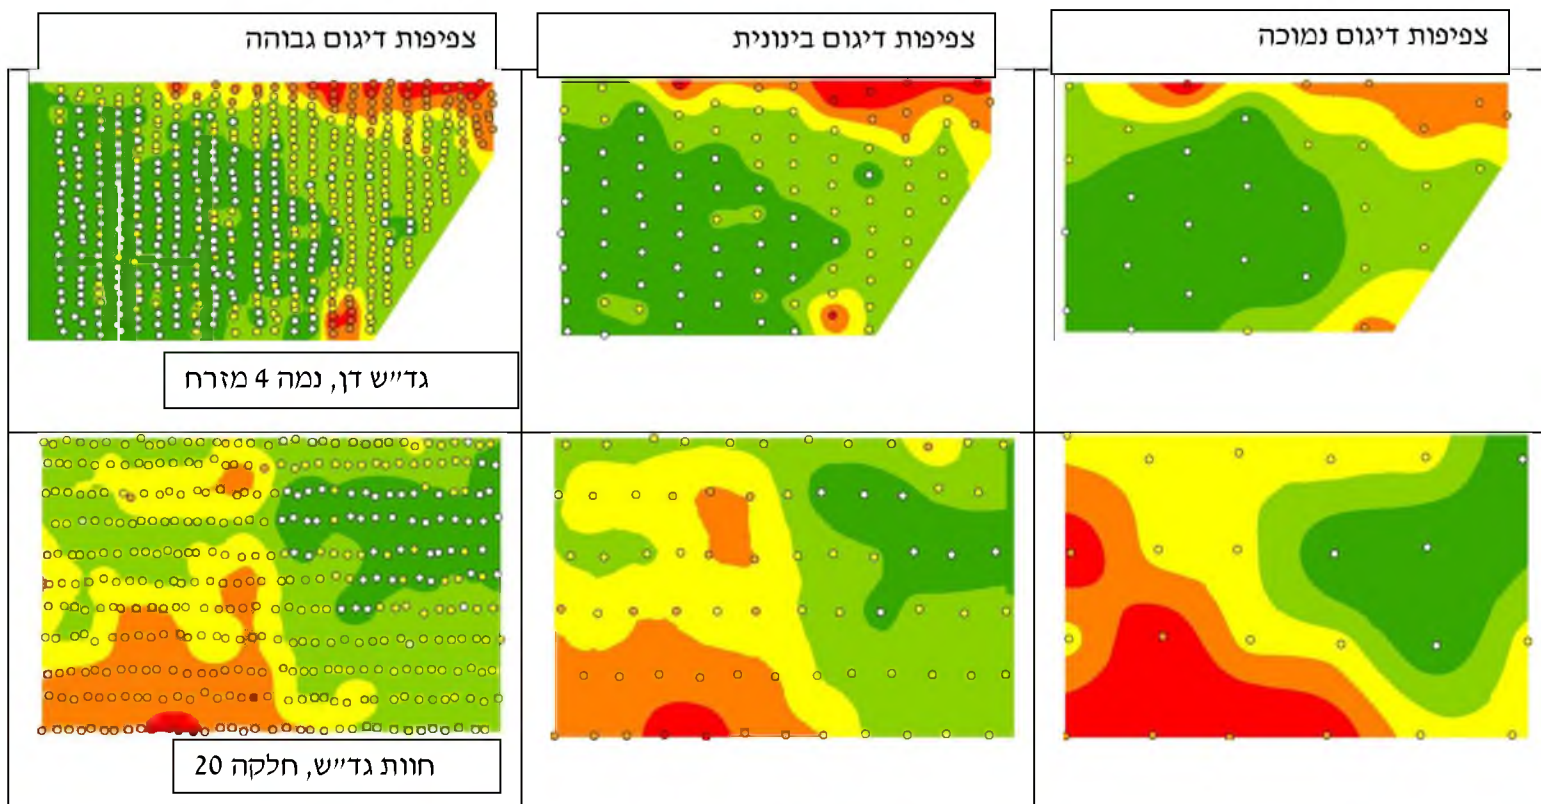 צפיפות דיגום נמוכה
צפיפות דיגום בינונית
צפיפות דיגום גבוהה
גד״ש דן, נמה 4 מזרח
חוות גד״ש, חלקה 20